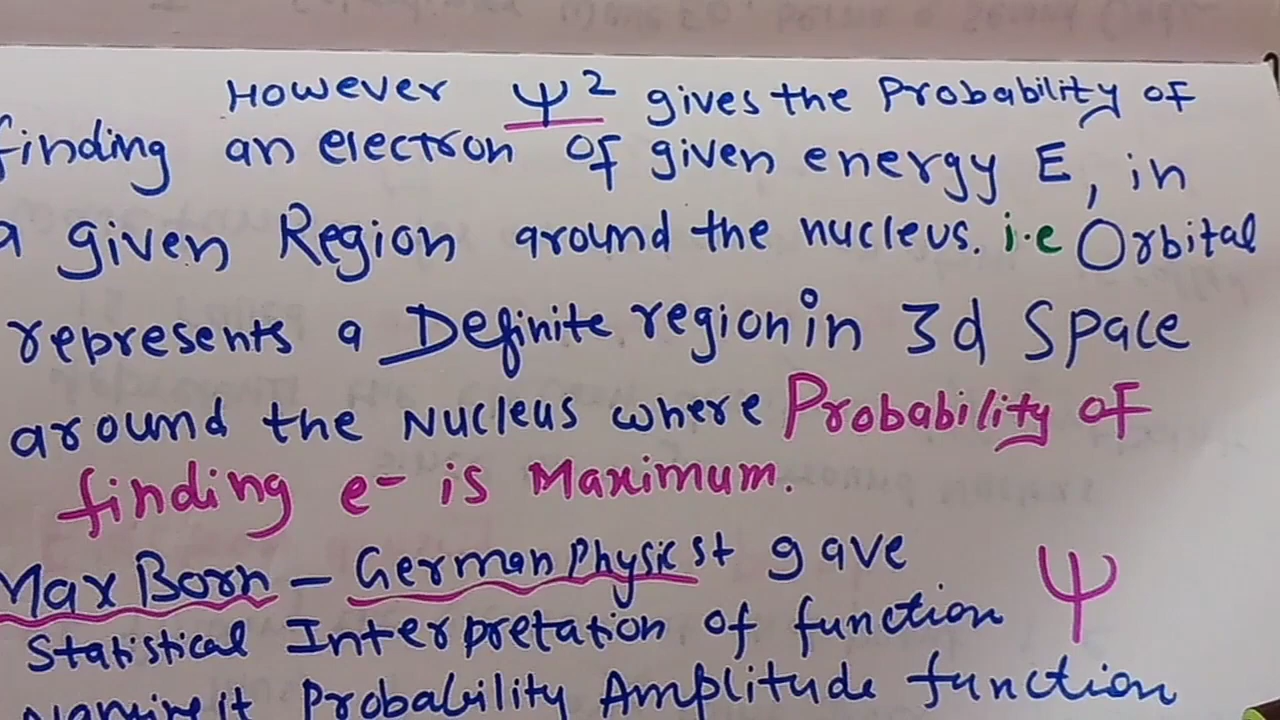 However Ψ² gives the Probability of
finding an electron of given energy E, in
a given Region around the nucleus. i.e Orbital
represents a Definite region in 3d Space
around the Nucleus where Probability of
finding e- is Maximum.
Max Born – German Physicist gave
Statistical Interpretation of function Ψ
Naming it Probability Amplitude function